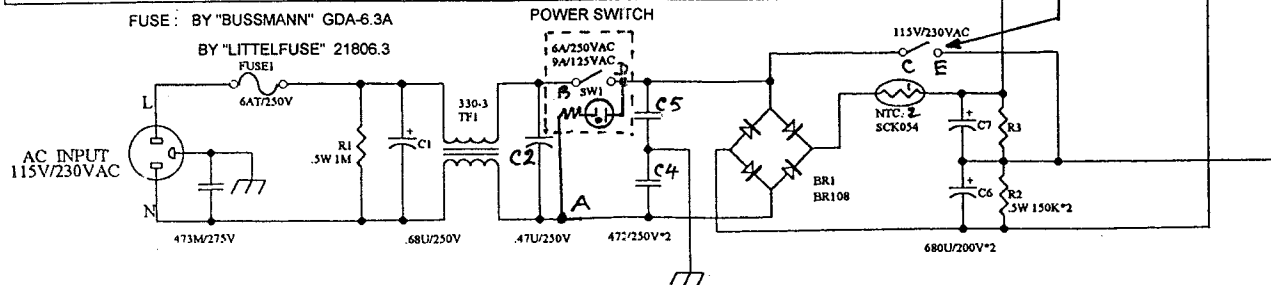 FUSE : BY "BUSSMANN" GDA-6.3A
BY "LITTELFUSE" 21806.3
POWER SWITCH
6A/250VAC
9A/125VAC
D
SW1
B
FUSE1
6AT/250V
L
N
AC INPUT
115V/230VAC
473M/275V
R1
.5W 1M
+
C1
.68U/250V
330-3
TF1
C2
.47U/250V
A
C5
C4
472/250V*2
BR1
BR108
115V/230VAC
C
E
NTC.2
SCK054
+
C7
R3
+
C6
R2
.5W 150K*2
680U/200V*2